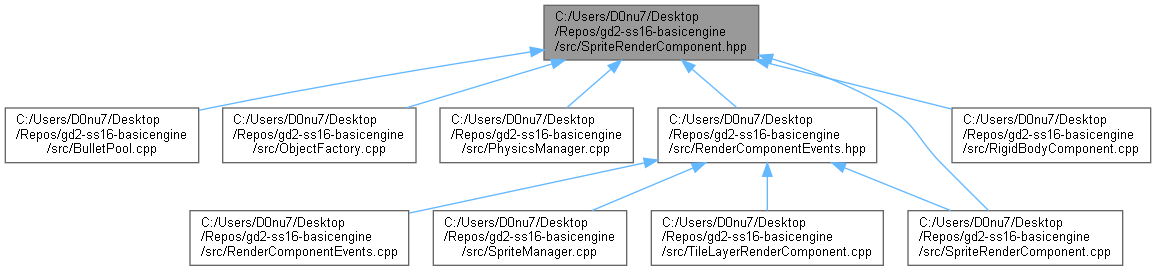 C:/Users/D0nu7/Desktop
/Repos/gd2-ss16-basicengine
/src/SpriteRenderComponent.hpp
C:/Users/D0nu7/Desktop
/Repos/gd2-ss16-basicengine
/src/BulletPool.cpp
C:/Users/D0nu7/Desktop
/Repos/gd2-ss16-basicengine
/src/ObjectFactory.cpp
C:/Users/D0nu7/Desktop
/Repos/gd2-ss16-basicengine
/src/PhysicsManager.cpp
C:/Users/D0nu7/Desktop
/Repos/gd2-ss16-basicengine
/src/RenderComponentEvents.hpp
C:/Users/D0nu7/Desktop
/Repos/gd2-ss16-basicengine
/src/RigidBodyComponent.cpp
C:/Users/D0nu7/Desktop
/Repos/gd2-ss16-basicengine
/src/RenderComponentEvents.cpp
C:/Users/D0nu7/Desktop
/Repos/gd2-ss16-basicengine
/src/SpriteManager.cpp
C:/Users/D0nu7/Desktop
/Repos/gd2-ss16-basicengine
/src/TileLayerRenderComponent.cpp
C:/Users/D0nu7/Desktop
/Repos/gd2-ss16-basicengine
/src/SpriteRenderComponent.cpp